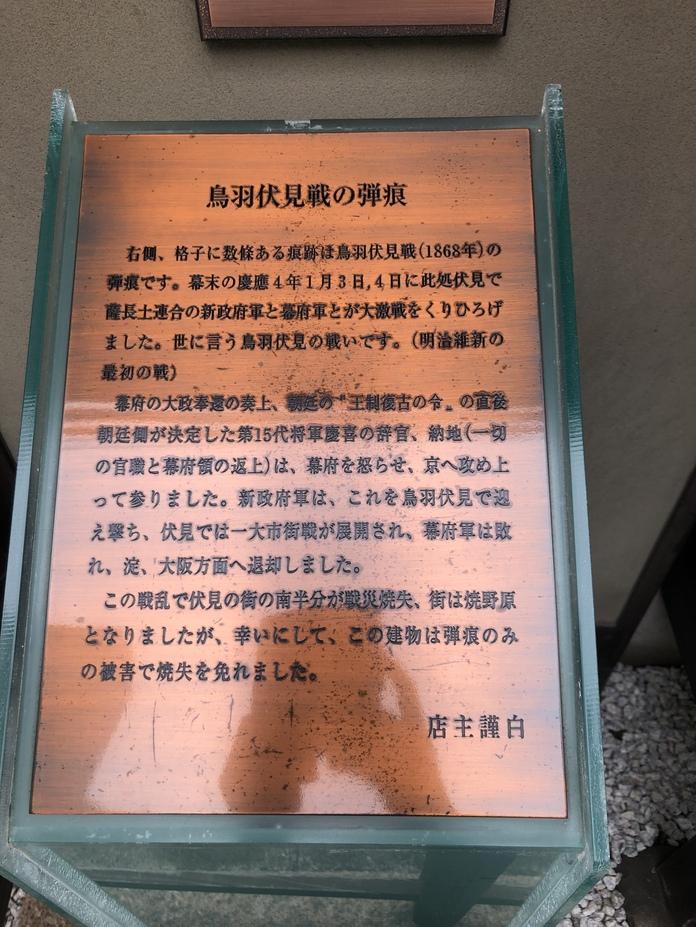 鳥羽伏見戦の弾痕
右側、格子に数條ある痕跡は鳥羽伏見戦(1868年)の
弾痕です。幕末の慶應4年1月3日,4日に此処伏見で
薩長土連合の新政府軍と幕府軍とが大激戦をくりひろげ
ました。世に言う鳥羽伏見の戦いです。(明治維新の
最初の戦)
幕府の大政奉還の奏上、朝廷の〝王制復古の令〟の直後
朝廷側が決定した第15代将軍慶喜の辞官、納地(一切
の官職と幕府領の返上)は、幕府を怒らせ、京へ攻め上
って参りました。新政府軍は、これを鳥羽伏見で迎
え撃ち、伏見では一大市街戦が展開され、幕府軍は敗
れ、淀、大阪方面へ退却しました。
この戦乱で伏見の街の南半分が戦災焼失、街は焼野原
となりましたが、幸いにして、この建物は弾痕のみ
の被害で焼失を免れました。
店主謹白